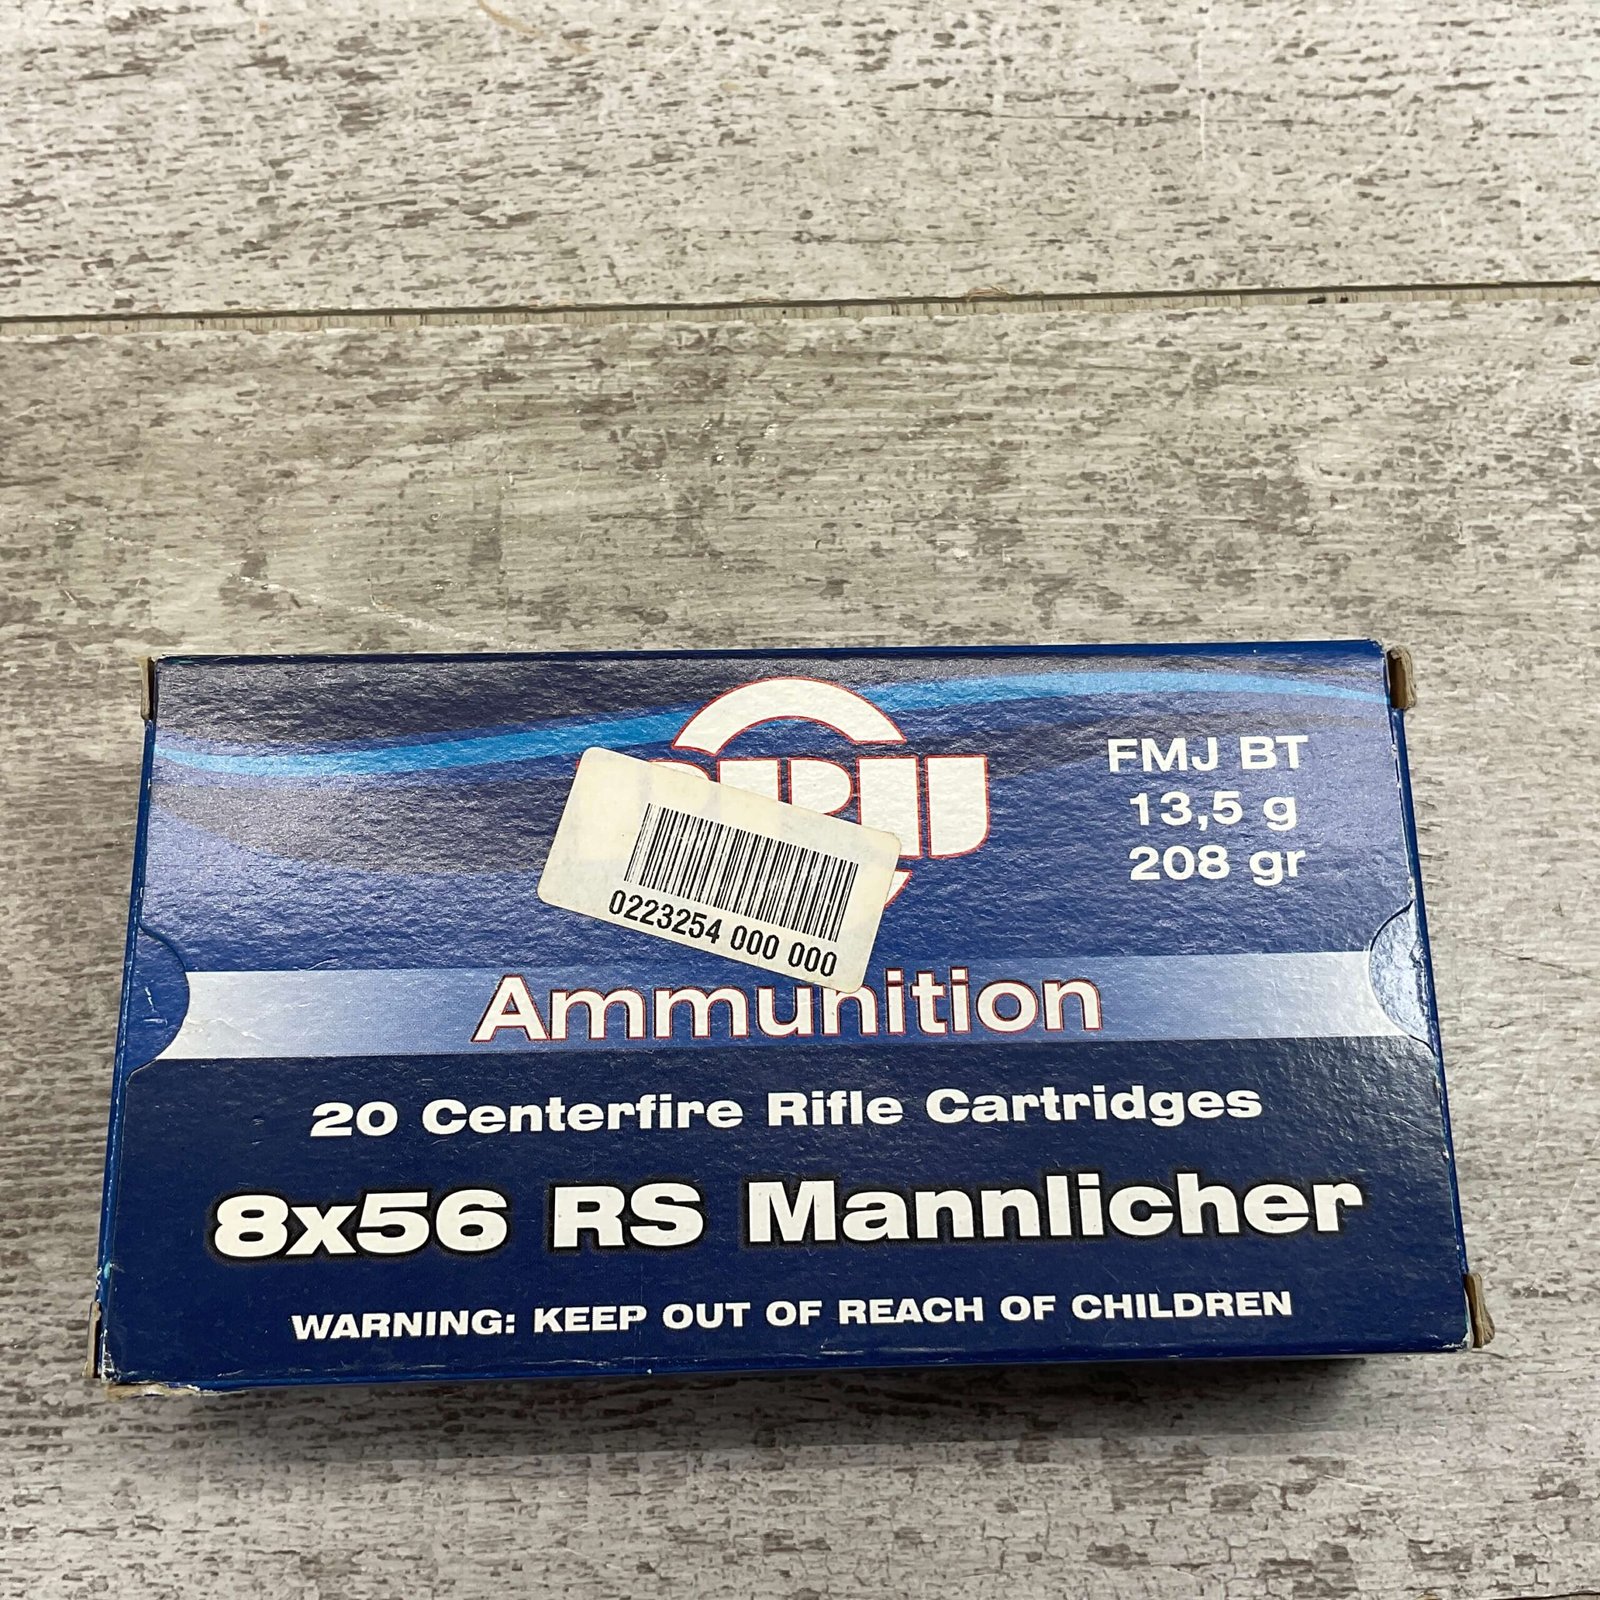 FMJ BT
13,5 g
208 gr
0223254 000 000
Ammunition
20 Centerfire Rifle Cartridges
8x56 RS Mannlicher
WARNING: KEEP OUT OF REACH OF CHILDREN